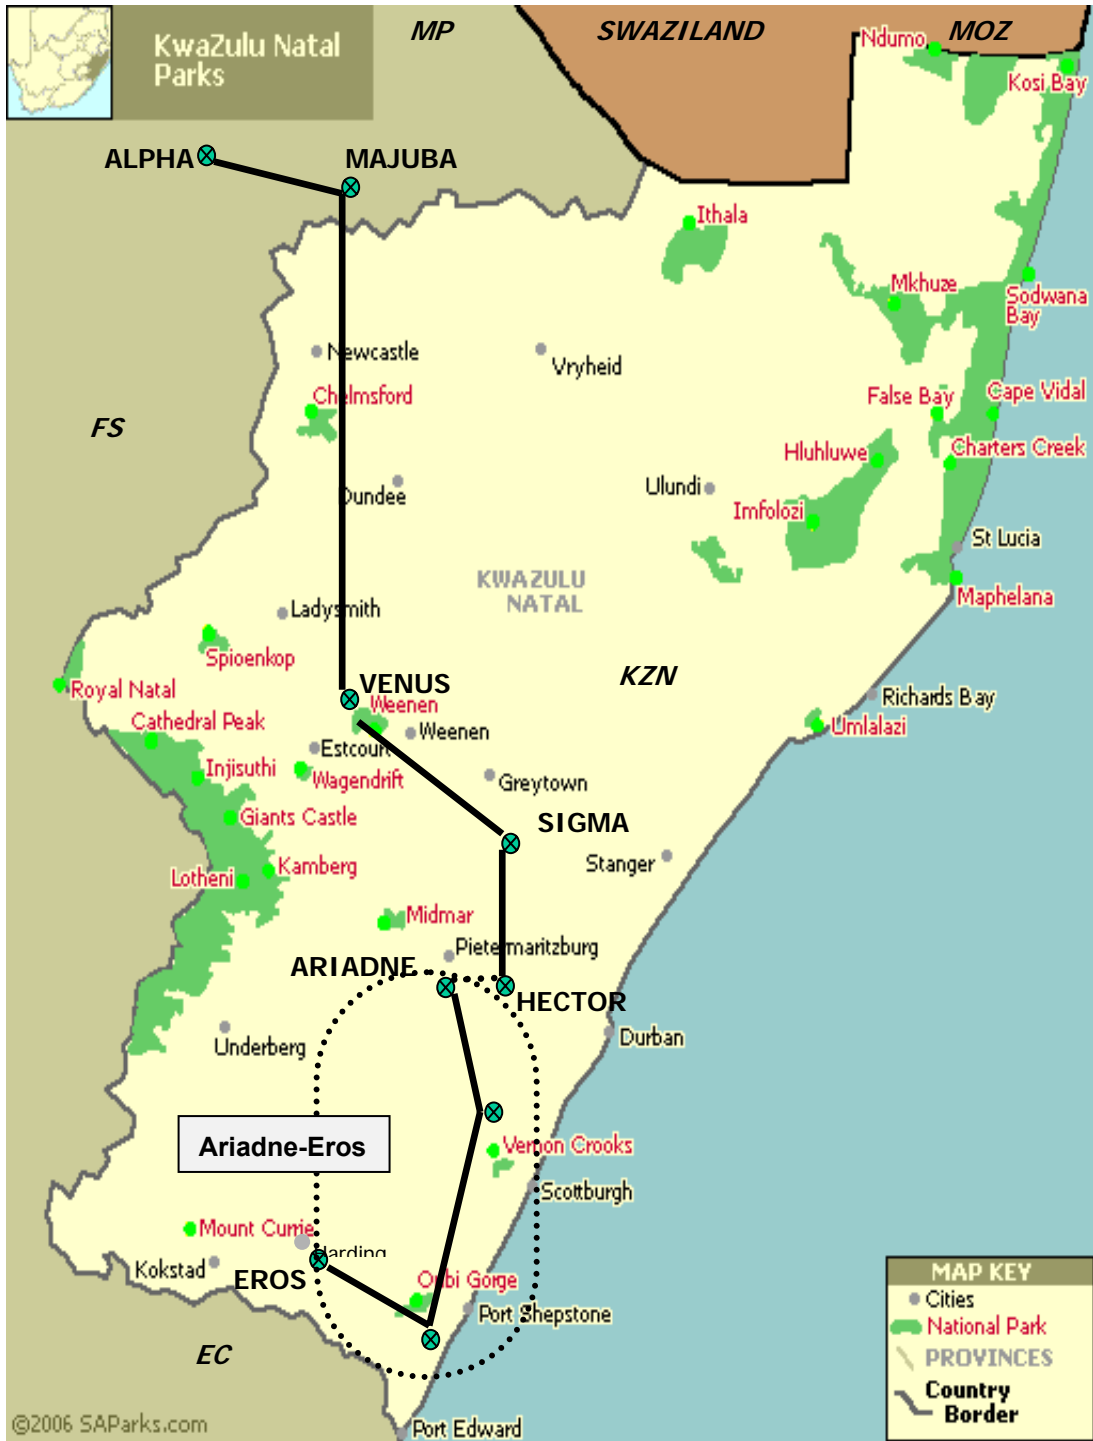 KwaZulu Natal
Parks
MP
SWAZILAND
MOZ
Ndumo
Kosi Bay
ALPHA
MAJUBA
Ithala
Mkhuze
Sodwana
Bay
Newcastle
Vryheid
Chelmsford
False Bay
Cape Vidal
FS
Hluhluwe
Charters Creek
Dundee
Ulundi
Imfolozi
St Lucia
KWAZULU
NATAL
Maphelana
Ladysmith
Spioenkop
KZN
Royal Natal
VENUS
Weenen
Richards Bay
Cathedral Peak
Weenen
Umlalazi
Estcourt
Injisuthi
Wagendrift
Greytown
Giants Castle
SIGMA
Stanger
Kamberg
Lotheni
Midmar
Pietermaritzburg
ARIADNE
HECTOR
Underberg
Durban
Ariadne-Eros
Vernon Crooks
Scottburgh
Mount Currie
Harding
Kokstad
EROS
Oribi Gorge
Port Shepstone
EC
MAP KEY
Cities
National Park
PROVINCES
Country
Border
©2006 SAParks.com
Port Edward